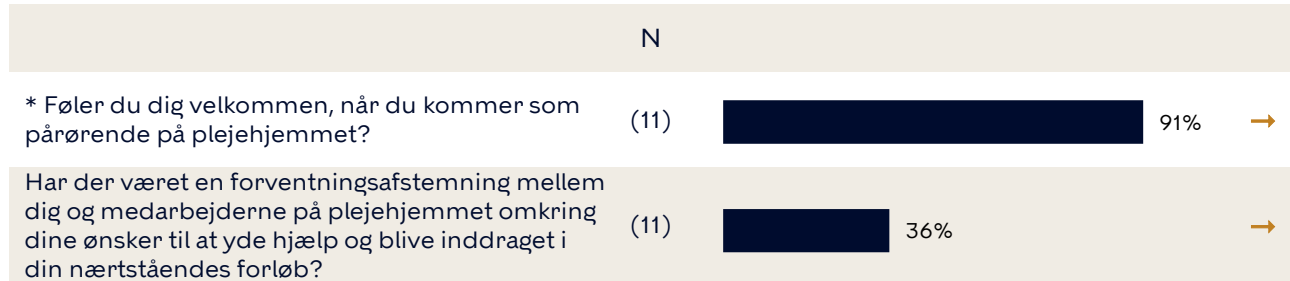 N
* Føler du dig velkommen, når du kommer som
pårørende på plejehjemmet?
(11)
91%
→
Har der været en forventningsafstemning mellem
dig og medarbejderne på plejehjemmet omkring
dine ønsker til at yde hjælp og blive inddraget i
din nærtståendes forløb?
(11)
36%
→